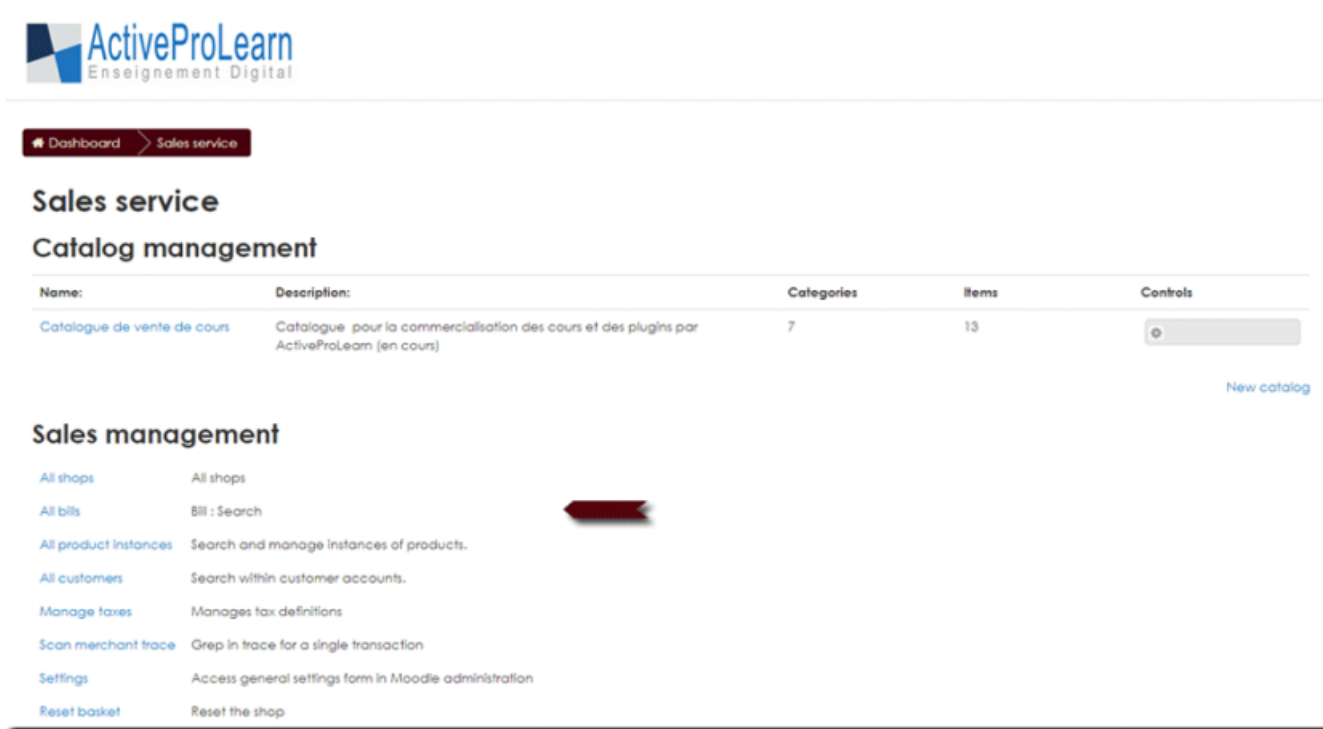 ActiveProLearn
Enseignement Digital
Dashboard Sales service
Sales service
Catalog management
Name: Description: Categories Items Controls
Catalogue de vente de cours Catalogue pour la commercialisation des cours et des plugins par 7 13
ActiveProLearn (en cours)
New catalog
Sales management
All shops All shops
All bills Bill : Search
All product instances Search and manage instances of products.
All customers Search within customer accounts.
Manage taxes Manages tax definitions
Scan merchant trace Grep in trace for a single transaction
Settings Access general settings form in Moodle administration
Reset basket Reset the shop